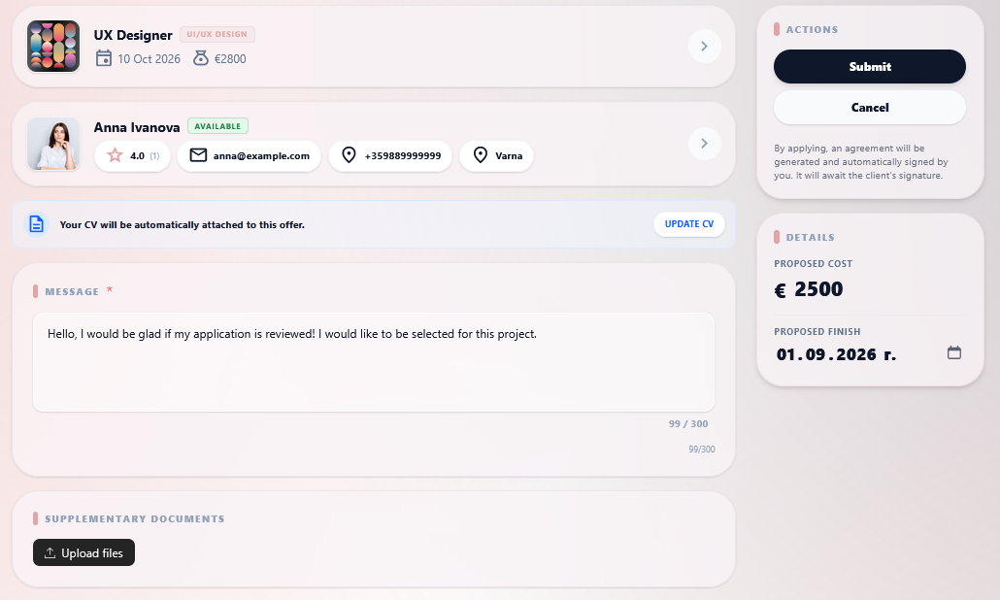 UX Designer UI/UX DESIGN
10 Oct 2026 €2800
Anna Ivanova AVAILABLE
4.0 (1) anna@example.com +359889999999 Varna
Your CV will be automatically attached to this offer. UPDATE CV
MESSAGE *
Hello, I would be glad if my application is reviewed! I would like to be selected for this project.
99 / 300
99/300
SUPPLEMENTARY DOCUMENTS
Upload files
ACTIONS
Submit
Cancel
By applying, an agreement will be
generated and automatically signed by
you. It will await the client's signature.
DETAILS
PROPOSED COST
€ 2500
PROPOSED FINISH
01.09.2026 г.